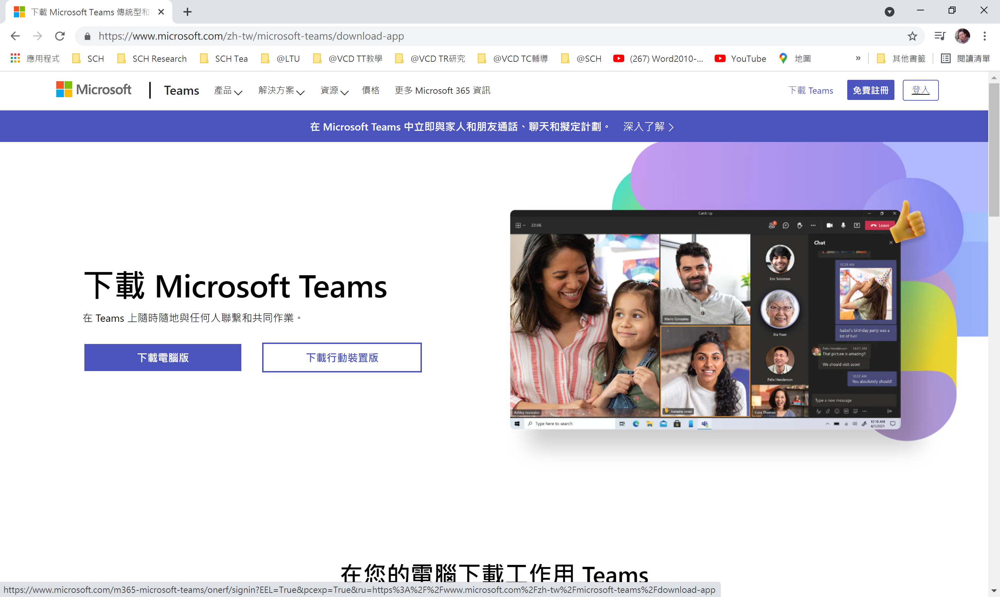 下載 Microsoft Teams 傳統型和
https://www.microsoft.com/zh-tw/microsoft-teams/download-app
應用程式 SCH SCH Research SCH Tea @LTU @VCD TT教學 @VCD TR研究 @VCD TC輔導 @SCH (267) Word2010-... YouTube 地圖 » 其他書籤 閱讀清單
Microsoft Teams 產品 解決方案 資源 價格 更多 Microsoft 365 資訊 下載 Teams 免費註冊 登入
在 Microsoft Teams 中立即與家人和朋友通話、聊天和擬定計劃。 深入了解
下載 Microsoft Teams
在 Teams 上隨時隨地與任何人聯繫和共同作業。
下載電腦版 下載行動裝置版
Catch Up
22:06 1 Leave
Chat
10:29 AM
Eric Solomon
Mario Gonzales
Xia Yuan
Isabel's birthday party was a
lot of fun!
Felix Henderson 10:31 AM
That picture is amazing!!
We should visit soon!
10:32 AM
You absolutely should!
Felix Henderson
Type a new message
Ashley Gonzales Natasha Jones Cora Thomas
Type here to search 10:10 AM
4/1/2021
在您的電腦下載工作用 Teams
https://www.microsoft.com/m365-microsoft-teams/onerf/signin?EEL=True&pcexp=True&ru=https%3A%2F%2Fwww.microsoft.com%2Fzh-tw%2Fmicrosoft-teams%2Fdownload-app